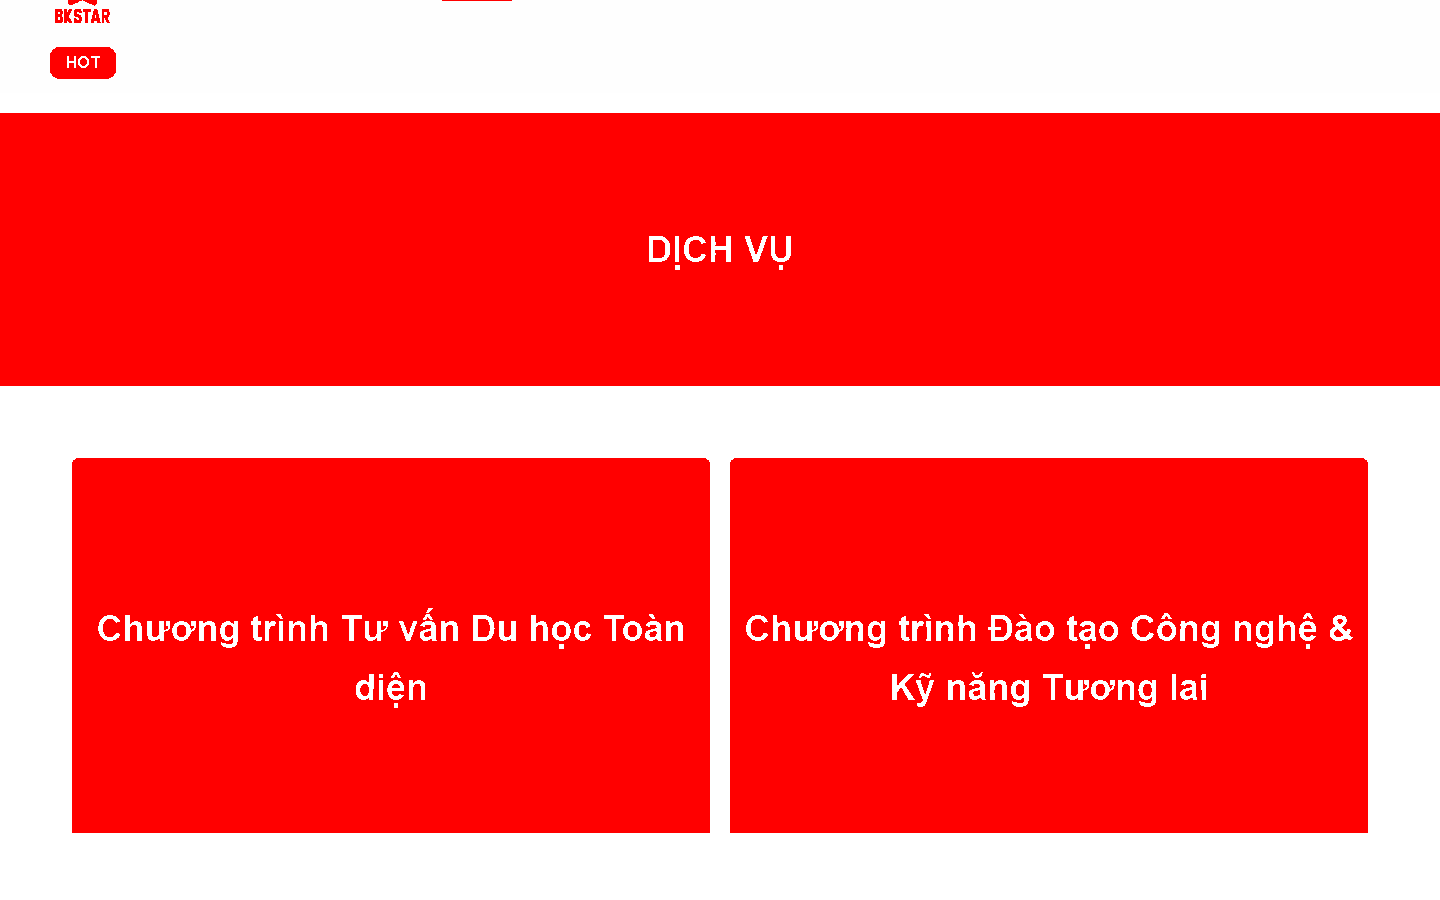 BKSTAR
HOT
DỊCH VỤ
Chương trình Tư vấn Du học Toàn
diện
Chương trình Đào tạo Công nghệ &
Kỹ năng Tương lai